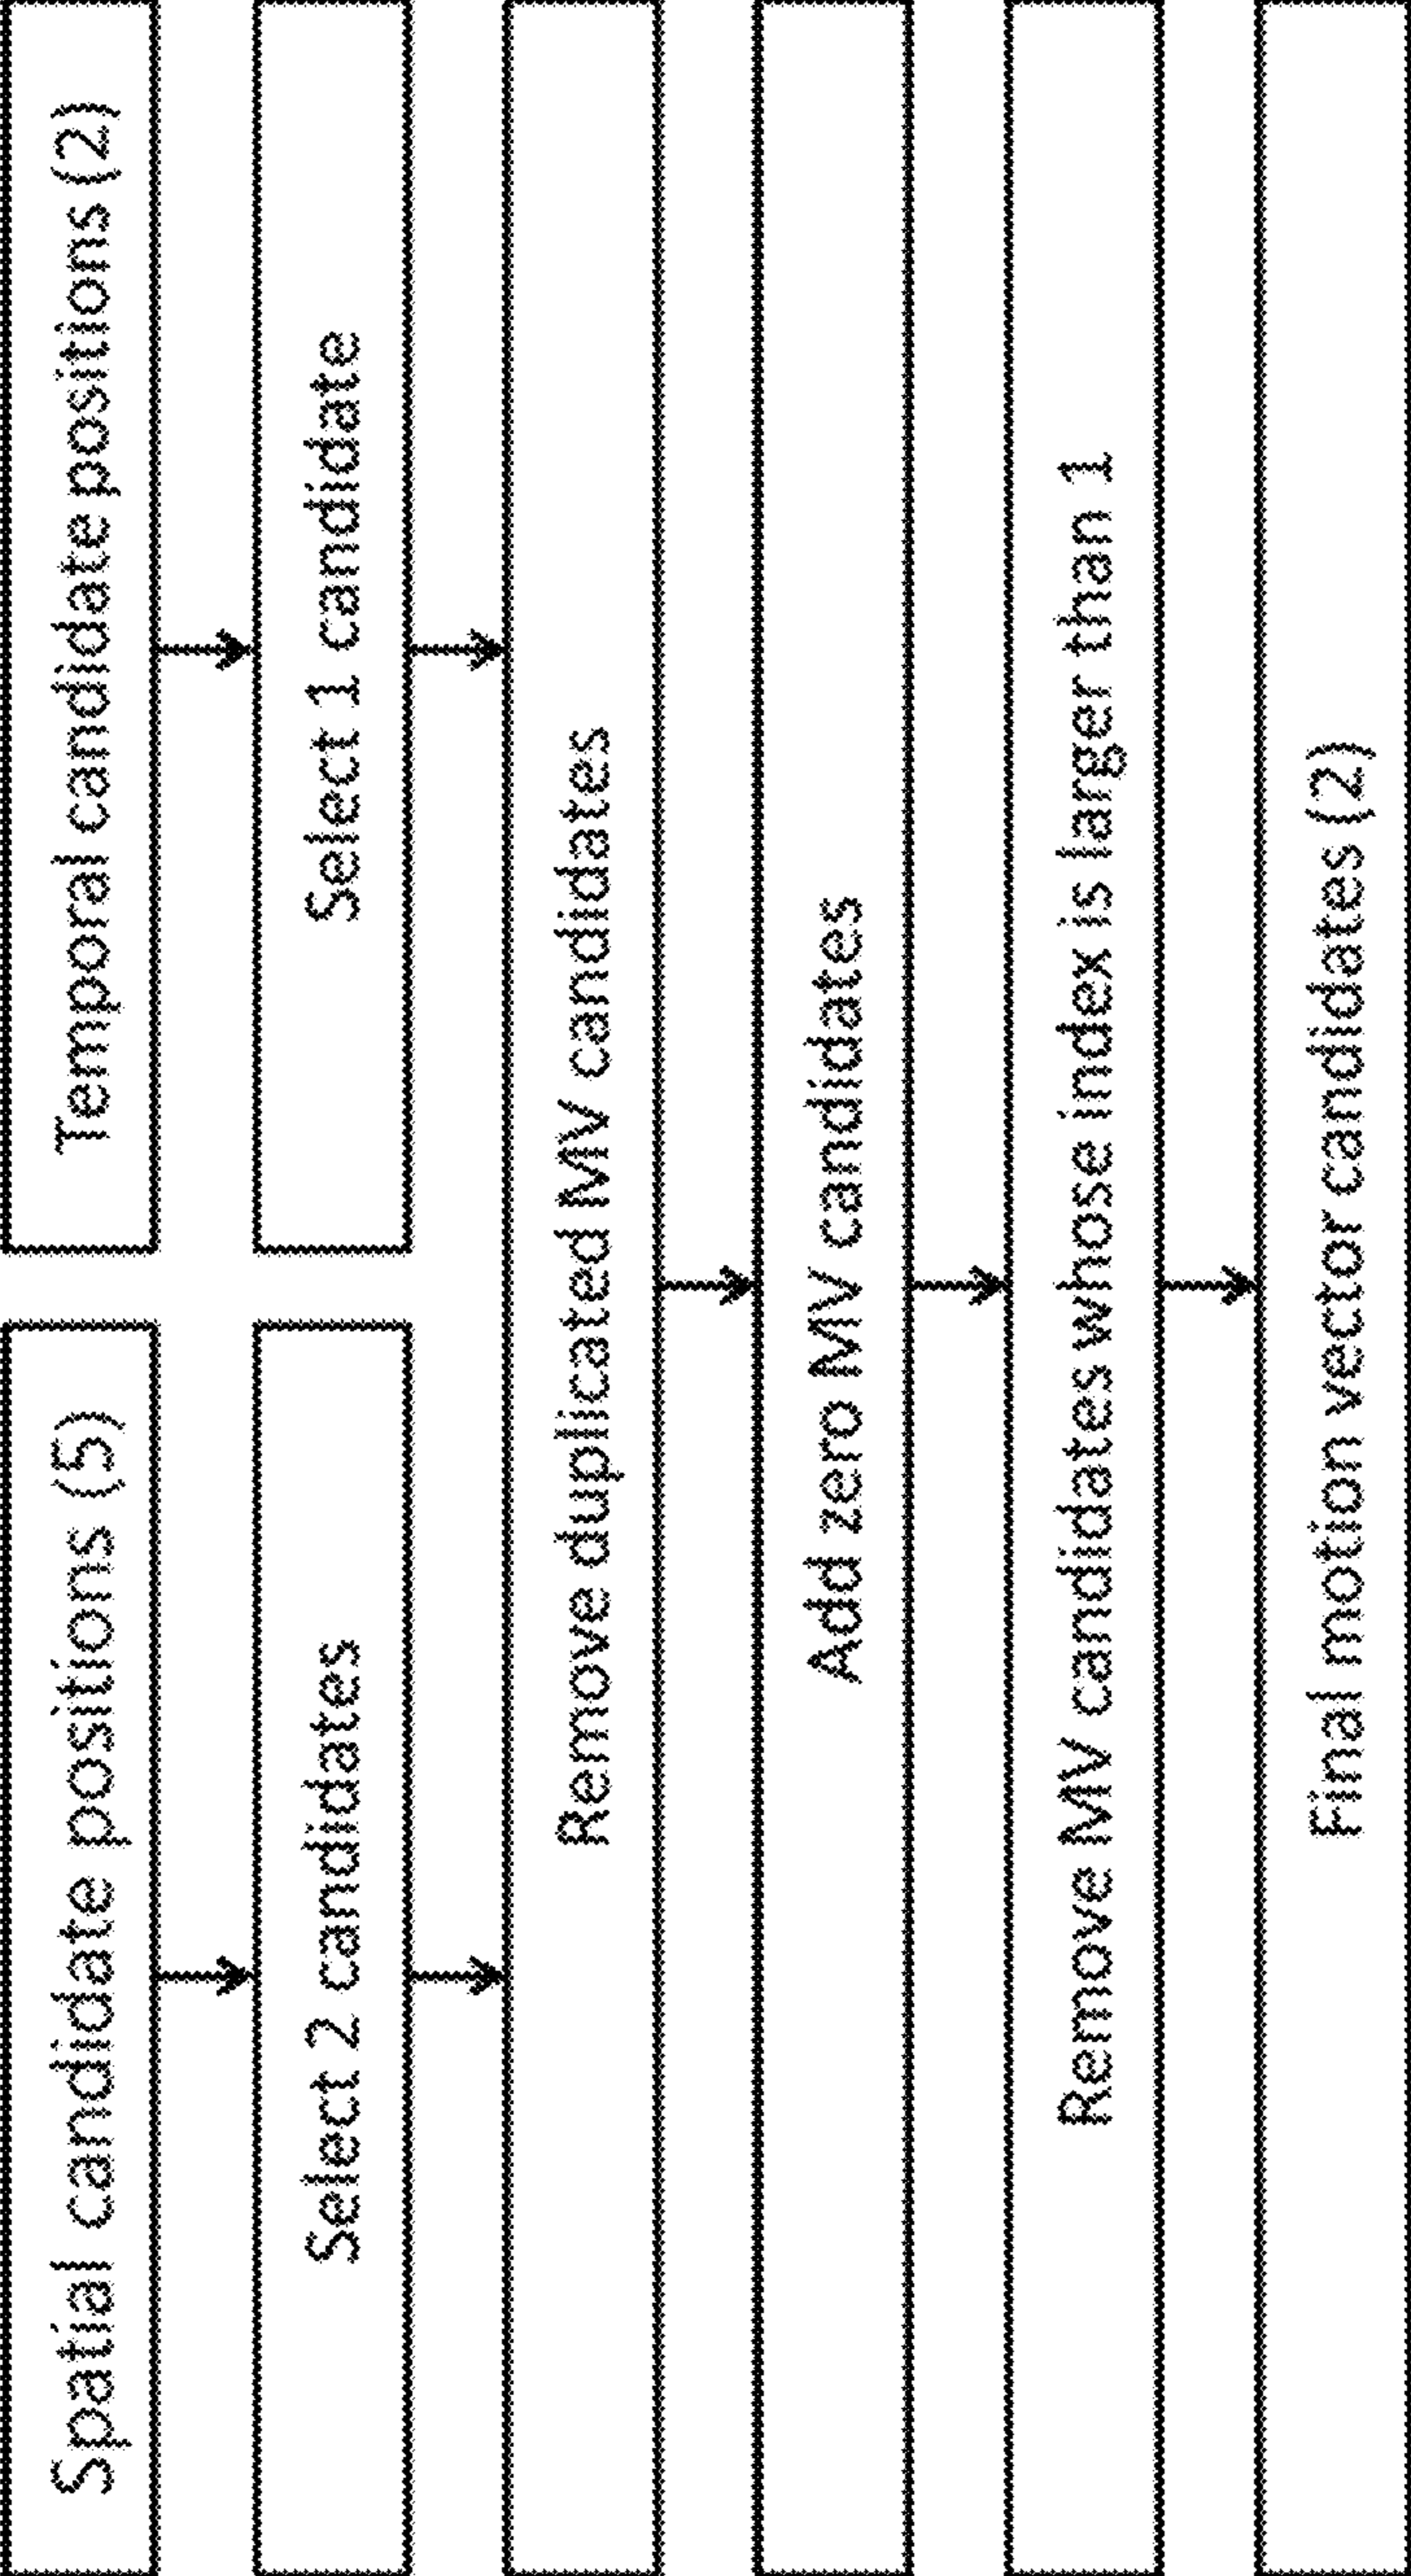 Spatial candidate positions (5)
Temporal candidate positions (2)
Select 2 candidates
Select 1 candidate
Remove duplicated MV candidates
Add zero MV candidates
Remove MV candidates whose index is larger than 1
Final motion vector candidates (2)